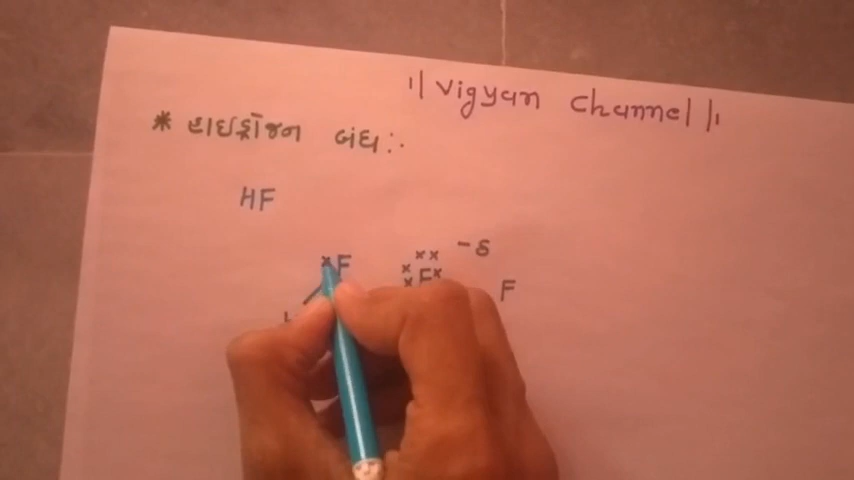 || Vigyan Channel ||
* હાઇડ્રોજન બંધ :-
HF
-δ
F F F